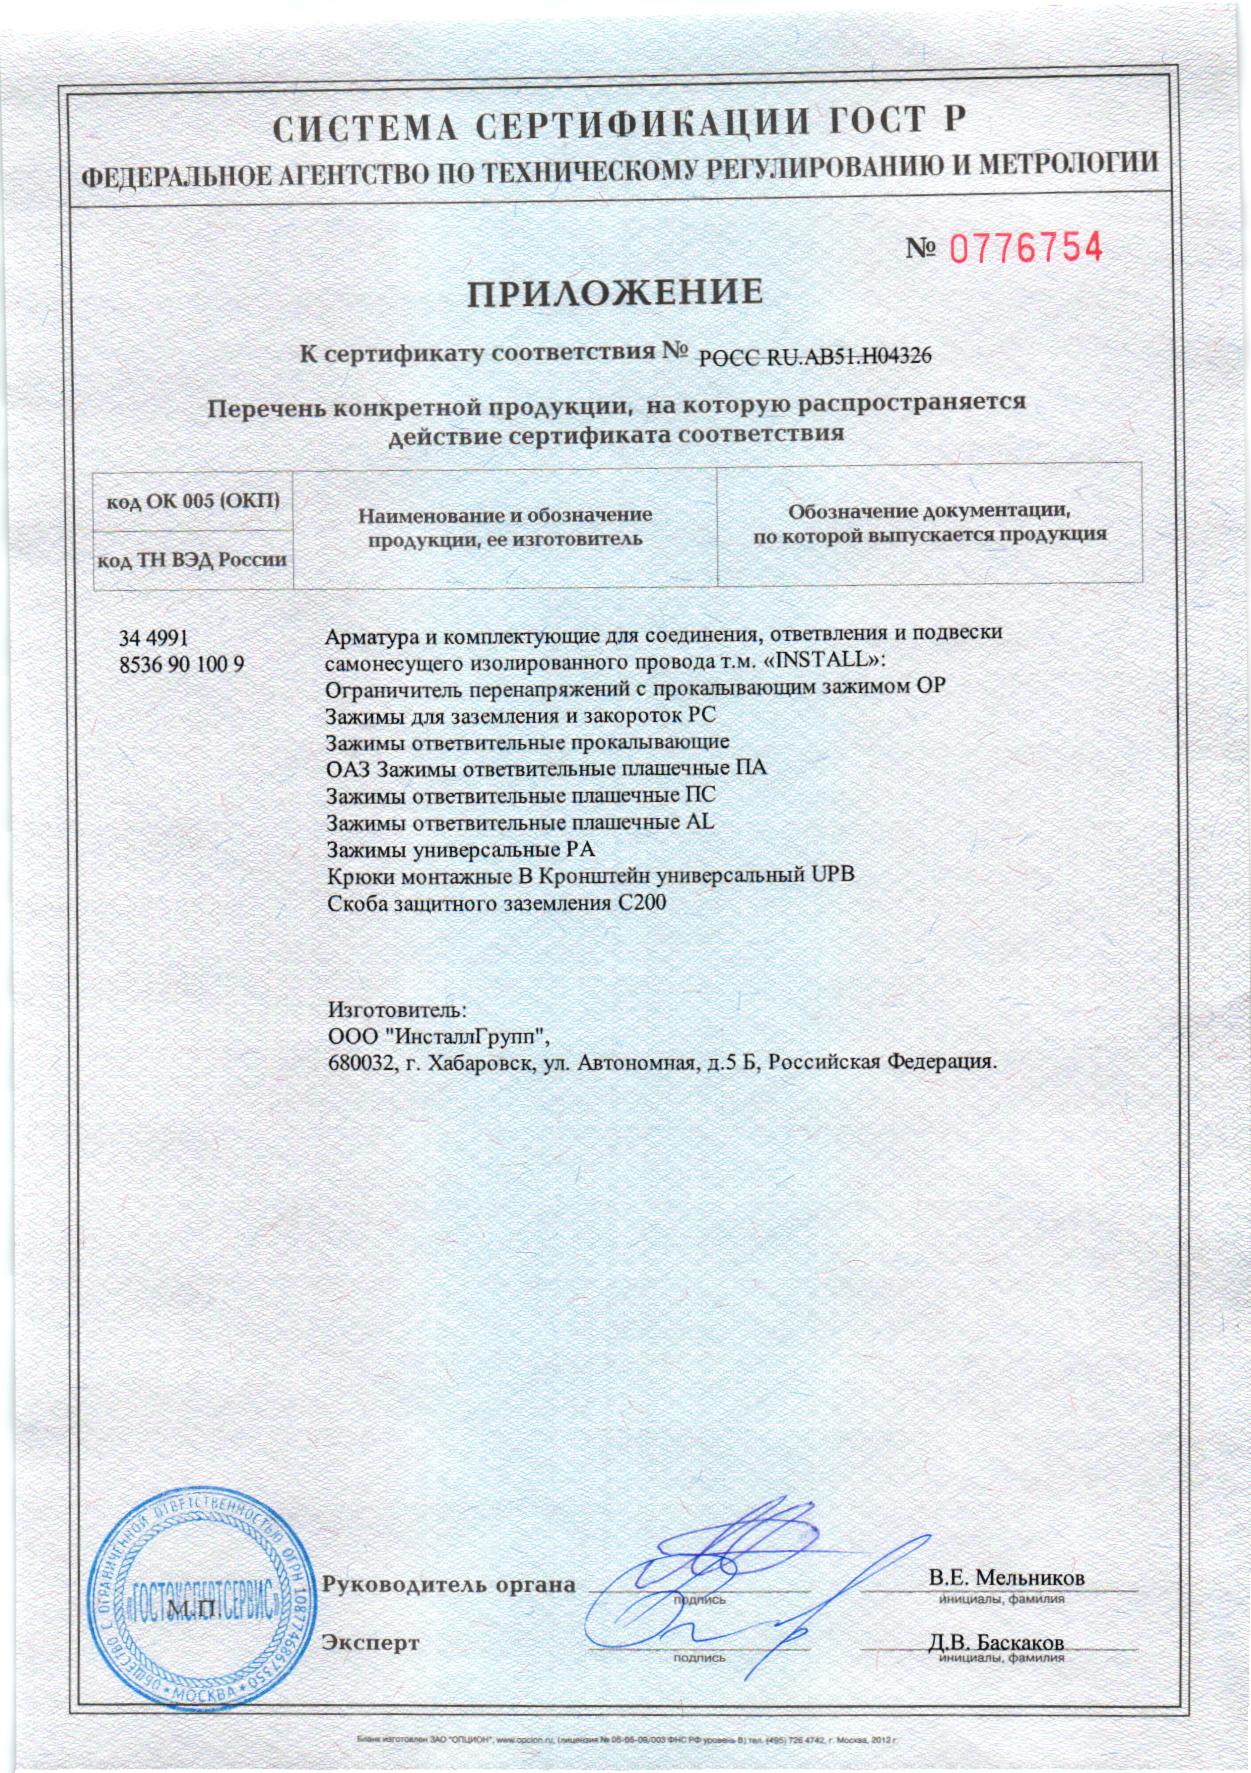 СИСТЕМА СЕРТИФИКАЦИИ ГОСТ Р
ФЕДЕРАЛЬНОЕ АГЕНТСТВО ПО ТЕХНИЧЕСКОМУ РЕГУЛИРОВАНИЮ И МЕТРОЛОГИИ
№ 0776754
ПРИЛОЖЕНИЕ
К сертификату соответствия № РОСС RU.АВ51.Н04326
Перечень конкретной продукции, на которую распространяется
действие сертификата соответствия
код ОК 005 (ОКП)
код ТН ВЭД России
Наименование и обозначение
продукции, ее изготовитель
Обозначение документации,
по которой выпускается продукция
34 4991
8536 90 100 9
Арматура и комплектующие для соединения, ответвления и подвески
самонесущего изолированного провода т.м. «INSTALL»:
Ограничитель перенапряжений с прокалывающим зажимом ОР
Зажимы для заземления и закороток РС
Зажимы ответвительные прокалывающие
ОАЗ Зажимы ответвительные плашечные ПА
Зажимы ответвительные плашечные ПС
Зажимы ответвительные плашечные AL
Зажимы универсальные РА
Крюки монтажные В Кронштейн универсальный UPB
Скоба защитного заземления С200
Изготовитель:
ООО "ИнсталлГрупп",
680032, г. Хабаровск, ул. Автономная, д.5 Б, Российская Федерация.
ОБЩЕСТВО С ОГРАНИЧЕННОЙ ОТВЕТСТВЕННОСТЬЮ ОГРН 1087746867350
* МОСКВА *
«ГОСТЭКСПЕРТСЕРВИС»
М.П.
Руководитель органа
подпись
В.Е. Мельников
инициалы, фамилия
Эксперт
подпись
Д.В. Баскаков
инициалы, фамилия
Бланк изготовлен ЗАО "ОПЦИОН", www.opcion.ru, (лицензия № 05-05-09/003 ФНС РФ уровень В) тел. (495) 726 4742, г. Москва, 2012 г.